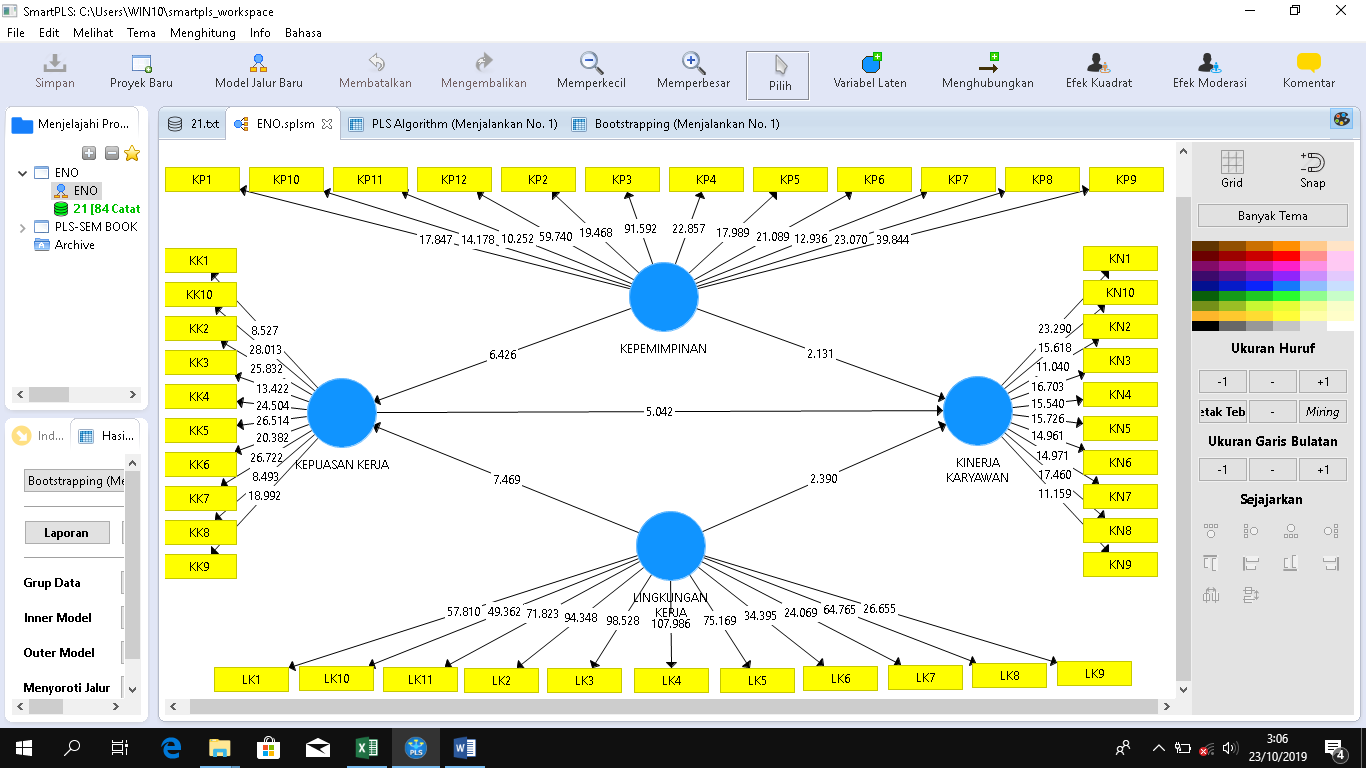 SmartPLS: C:\Users\WIN10\smartpls_workspace
File Edit Melihat Tema Menghitung Info Bahasa
Simpan Proyek Baru Model Jalur Baru Membatalkan Mengembalikan Memperkecil Memperbesar Pilih Variabel Laten Menghubungkan Efek Kuadrat Efek Moderasi Komentar
Menjelajahi Pro...
ENO
ENO
21 [84 Catat
PLS-SEM BOOK
Archive
Ind... Hasi...
Bootstrapping (Me
Laporan
Grup Data
Inner Model
Outer Model
Menyoroti Jalur
21.txt ENO.splsm PLS Algorithm (Menjalankan No. 1) Bootstrapping (Menjalankan No. 1)
KP1 KP10 KP11 KP12 KP2 KP3 KP4 KP5 KP6 KP7 KP8 KP9
17.847 14.178 10.252 59.740 19.468 91.592 22.857 17.989 21.089 12.936 23.070 39.844
KEPEMIMPINAN
KK1
KK10
KK2
KK3
KK4
KK5
KK6
KK7
KK8
KK9
8.527
28.013
25.832
13.422
24.504
26.514
20.382
26.722
8.493
18.992
KEPUASAN KERJA
6.426
2.131
5.042
7.469
2.390
KN1
KN10
KN2
KN3
KN4
KN5
KN6
KN7
KN8
KN9
23.290
15.618
11.040
16.703
15.540
15.726
14.961
14.971
17.460
11.159
KINERJA
KARYAWAN
LINGKUNGAN
KERJA
57.810 49.362 71.823 94.348 98.528 107.986 75.169 34.395 24.069 64.765 26.655
LK1 LK10 LK11 LK2 LK3 LK4 LK5 LK6 LK7 LK8 LK9
Grid Snap
Banyak Tema
Ukuran Huruf
-1 - +1
etak Teb - Miring
Ukuran Garis Bulatan
-1 - +1
Sejajarkan
3:06
23/10/2019
4
PLS